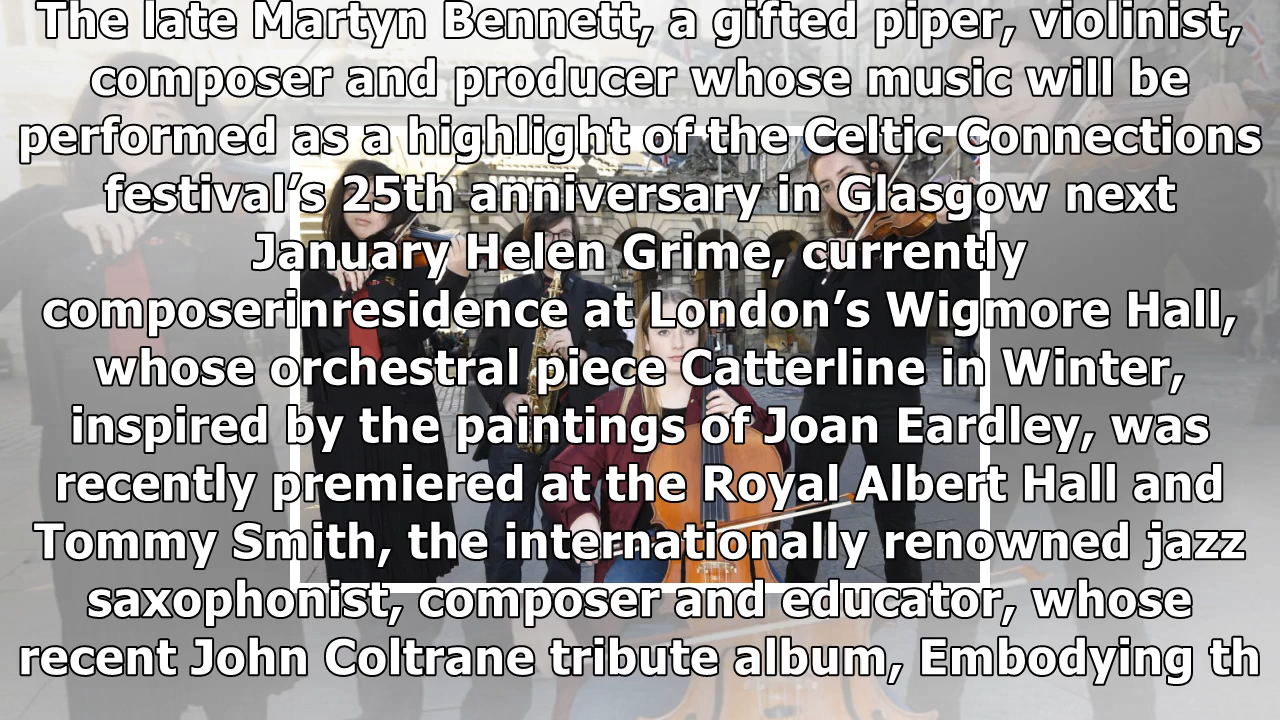 The late Martyn Bennett, a gifted piper, violinist,
composer and producer whose music will be
performed as a highlight of the Celtic Connections
festival’s 25th anniversary in Glasgow next
January Helen Grime, currently
composerinresidence at London’s Wigmore Hall,
whose orchestral piece Catterline in Winter,
inspired by the paintings of Joan Eardley, was
recently premiered at the Royal Albert Hall and
Tommy Smith, the internationally renowned jazz
saxophonist, composer and educator, whose
recent John Coltrane tribute album, Embodying th